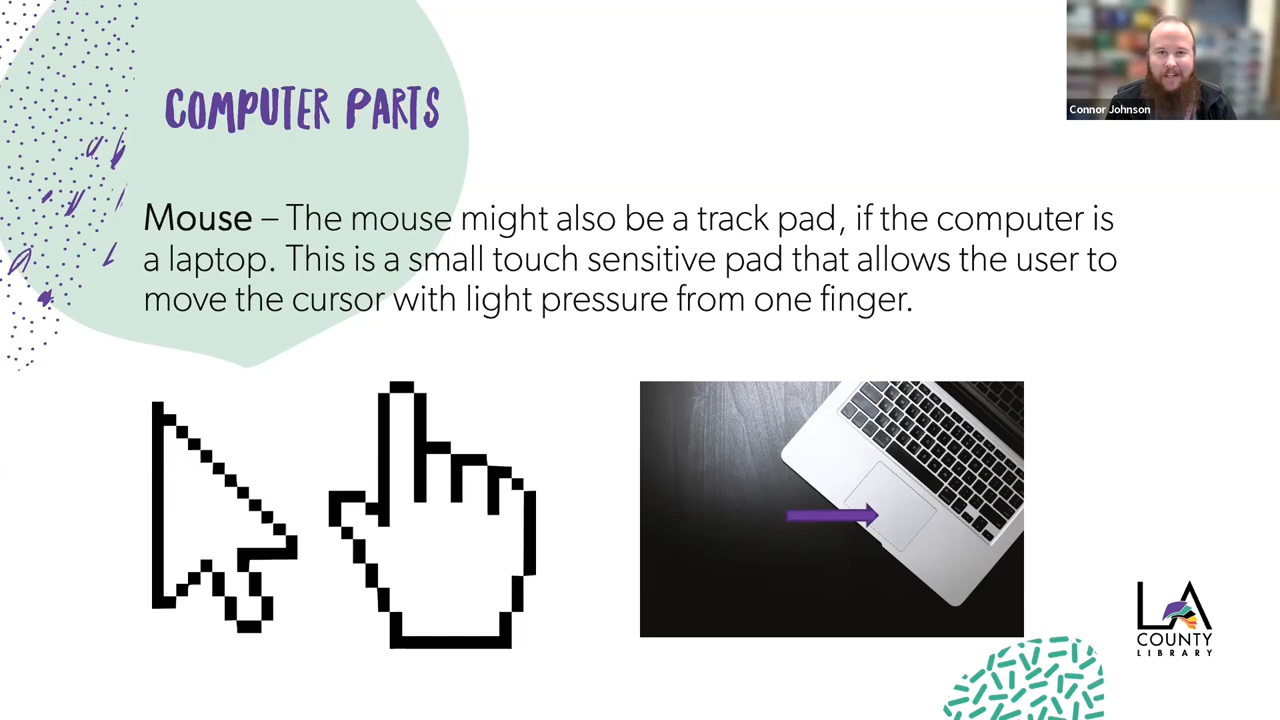 COMPUTER PARTS
Connor Johnson
Mouse – The mouse might also be a track pad, if the computer is
a laptop. This is a small touch sensitive pad that allows the user to
move the cursor with light pressure from one finger.
LA
COUNTY
LIBRARY